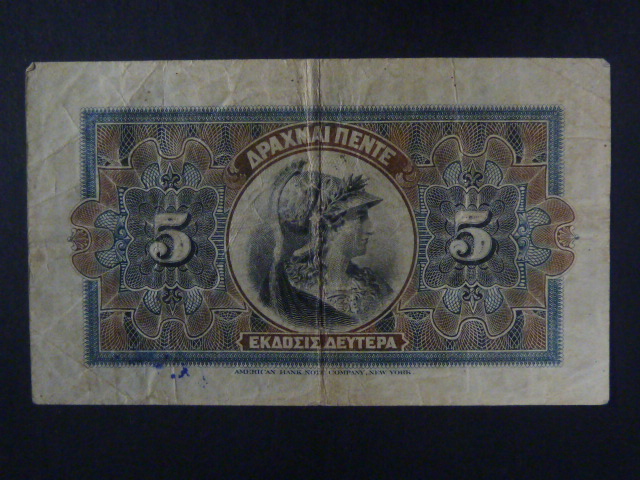 ΔΡΑΧΜΑΙ ΠΕΝΤΕ
5 5
ΕΚΔΟΣΙΣ ΔΕΥΤΕΡΑ
AMERICAN BANK NOTE COMPANY, NEW YORK.